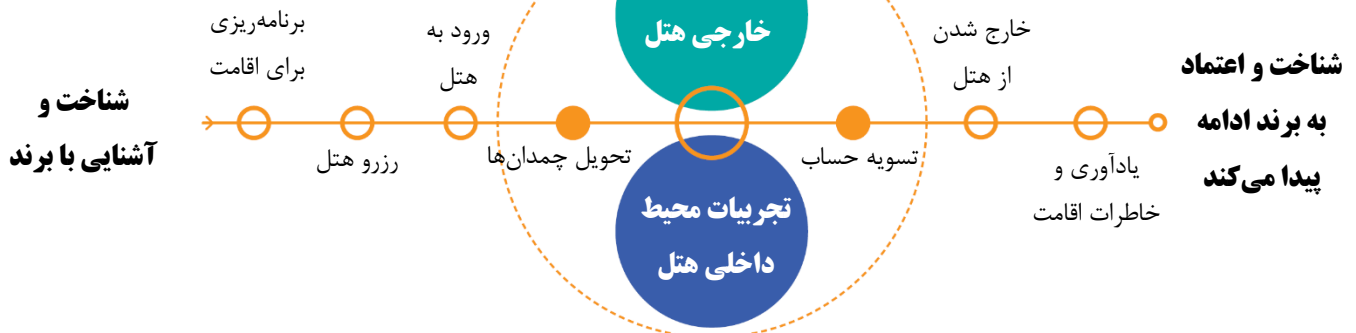 شناخت و
آشنایی با برند
برنامه‌ریزی
برای اقامت
رزرو هتل
ورود به
هتل
تحویل چمدان‌ها
خارجی هتل
تجربیات محیط
داخلی هتل
تسویه حساب
خارج شدن
از هتل
یادآوری و
خاطرات اقامت
شناخت و اعتماد
به برند ادامه
پیدا می‌کند